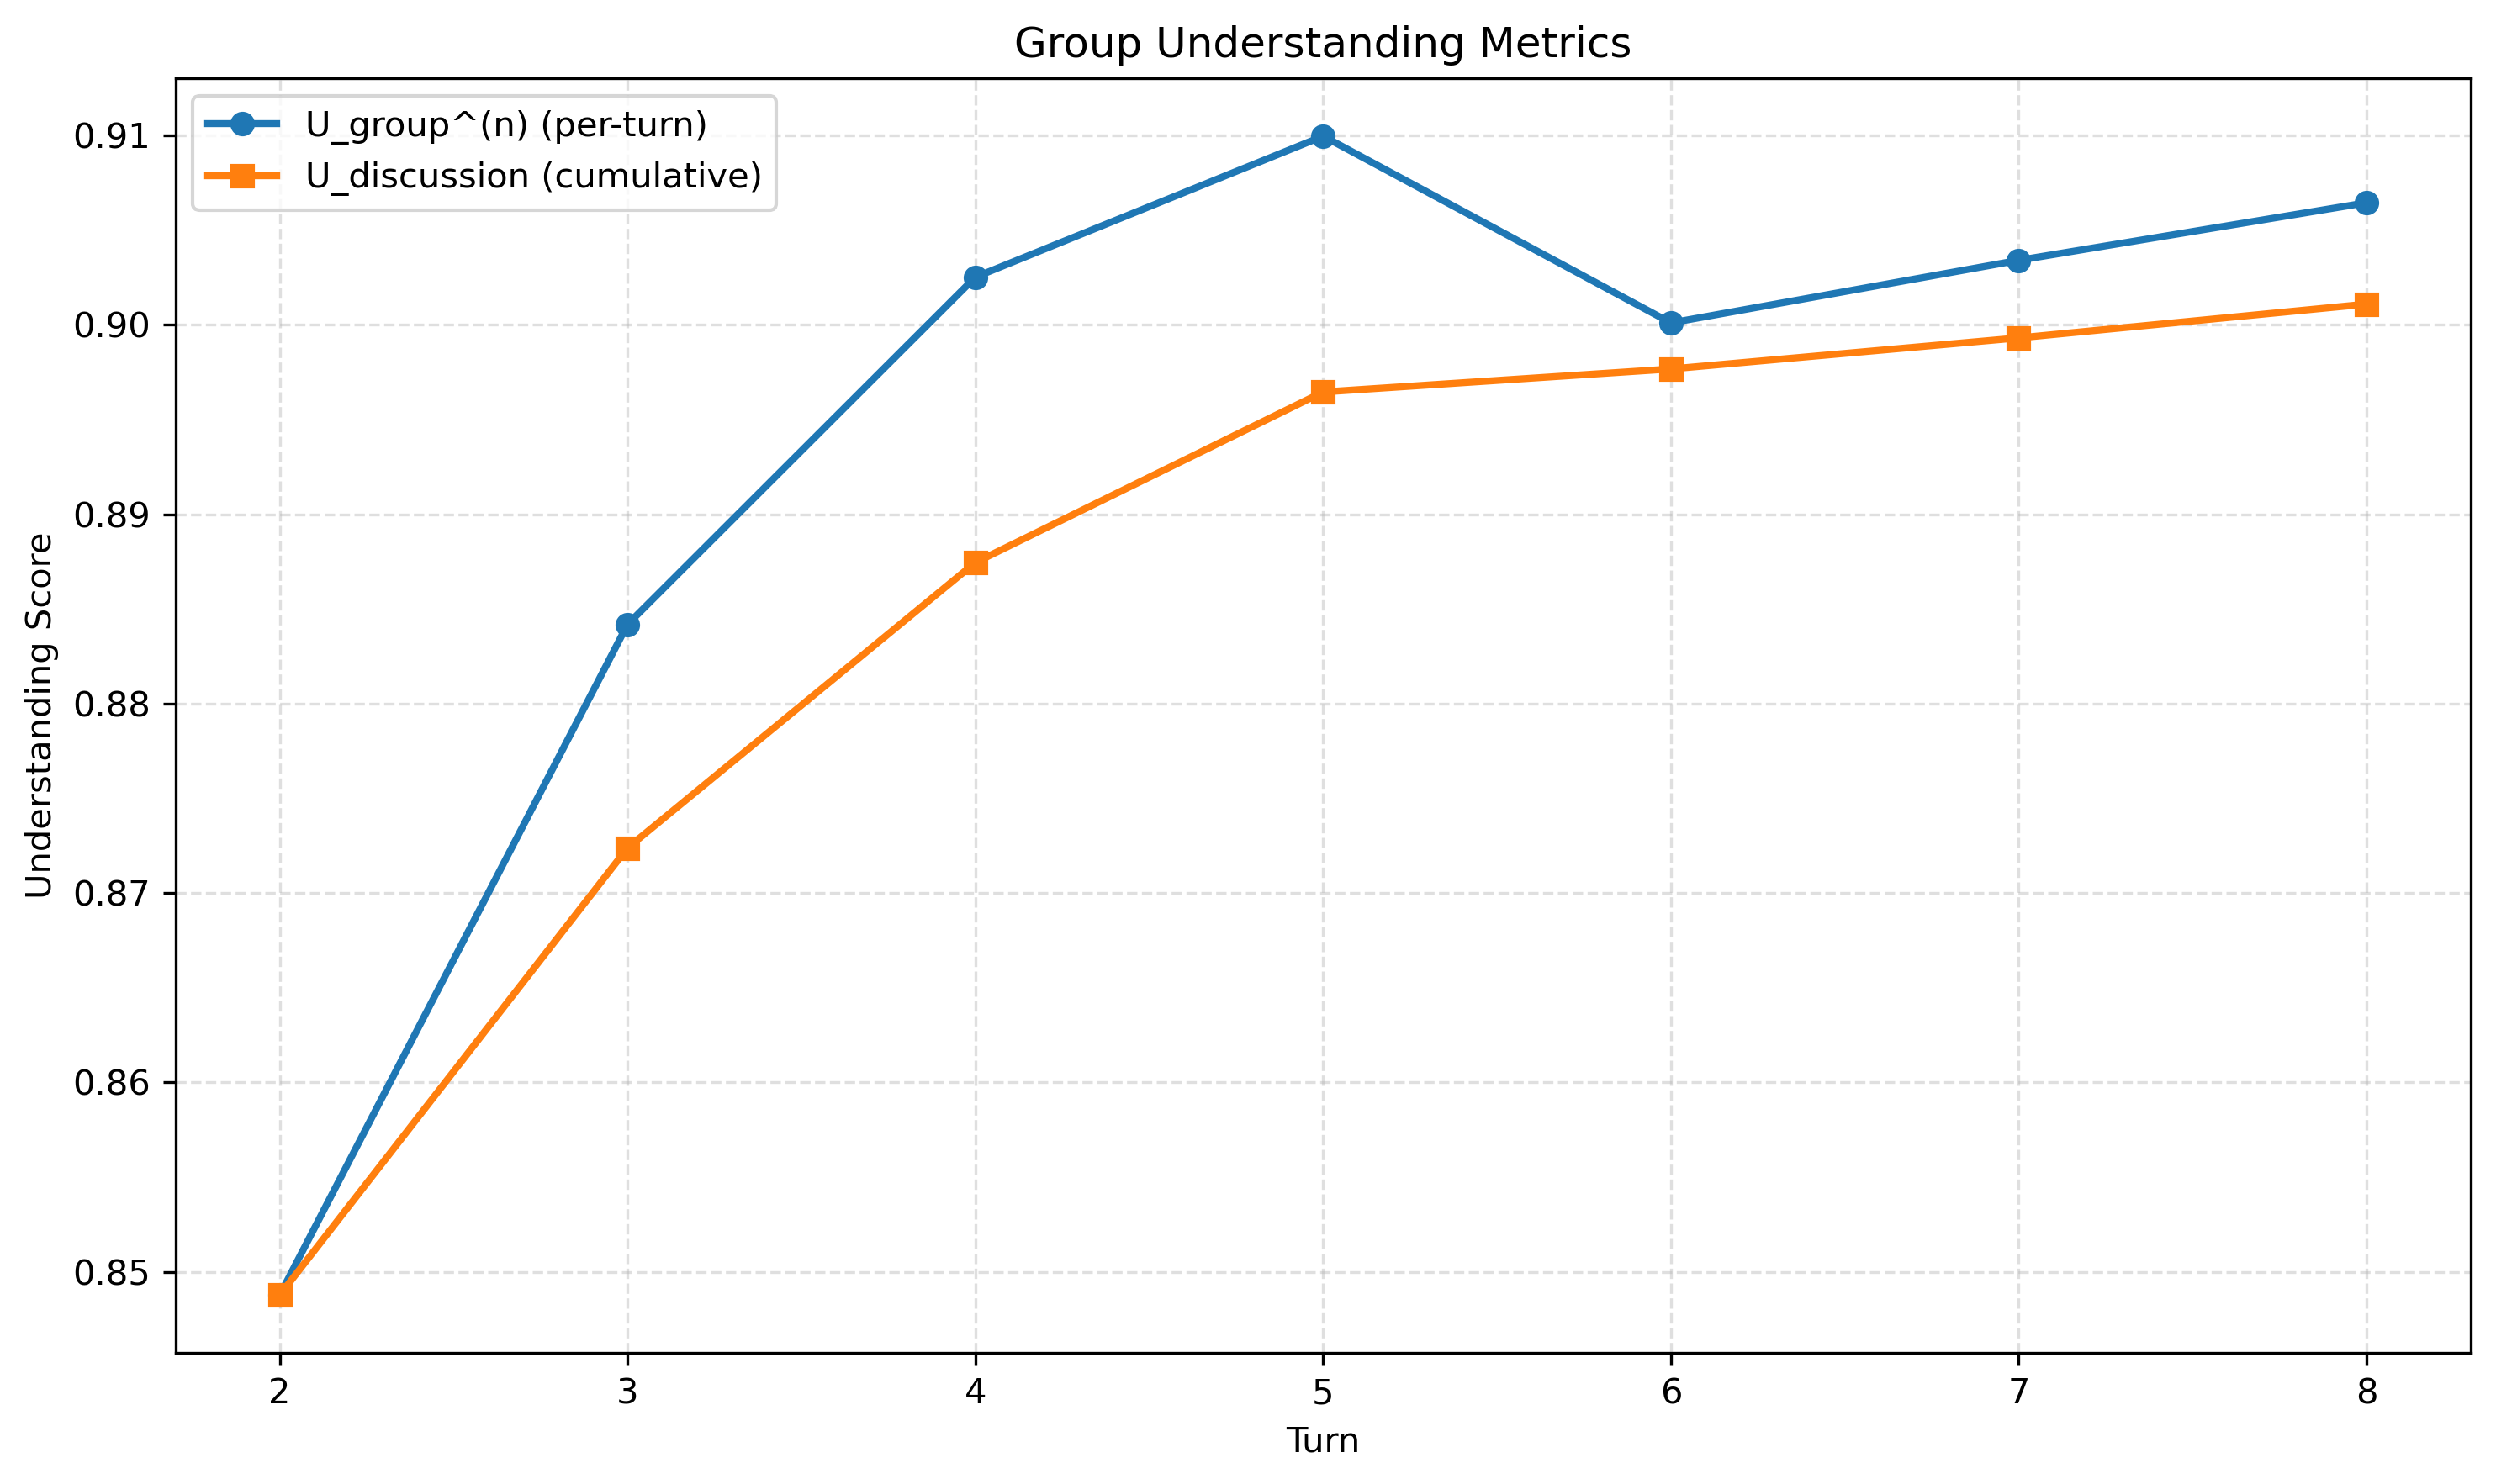 Group Understanding Metrics
U_group^(n) (per-turn)
U_discussion (cumulative)
Understanding Score
0.91
0.90
0.89
0.88
0.87
0.86
0.85
2 3 4 5 6 7 8
Turn